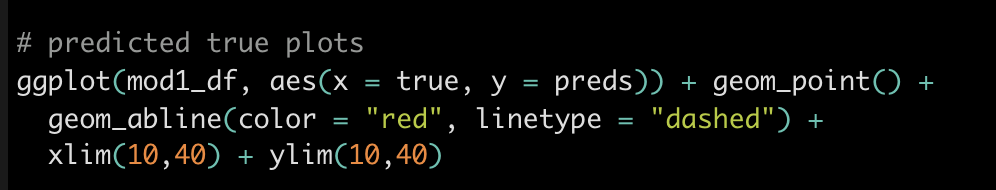 # predicted true plots
ggplot(mod1_df, aes(x = true, y = preds)) + geom_point() +
  geom_abline(color = "red", linetype = "dashed") +
  xlim(10,40) + ylim(10,40)